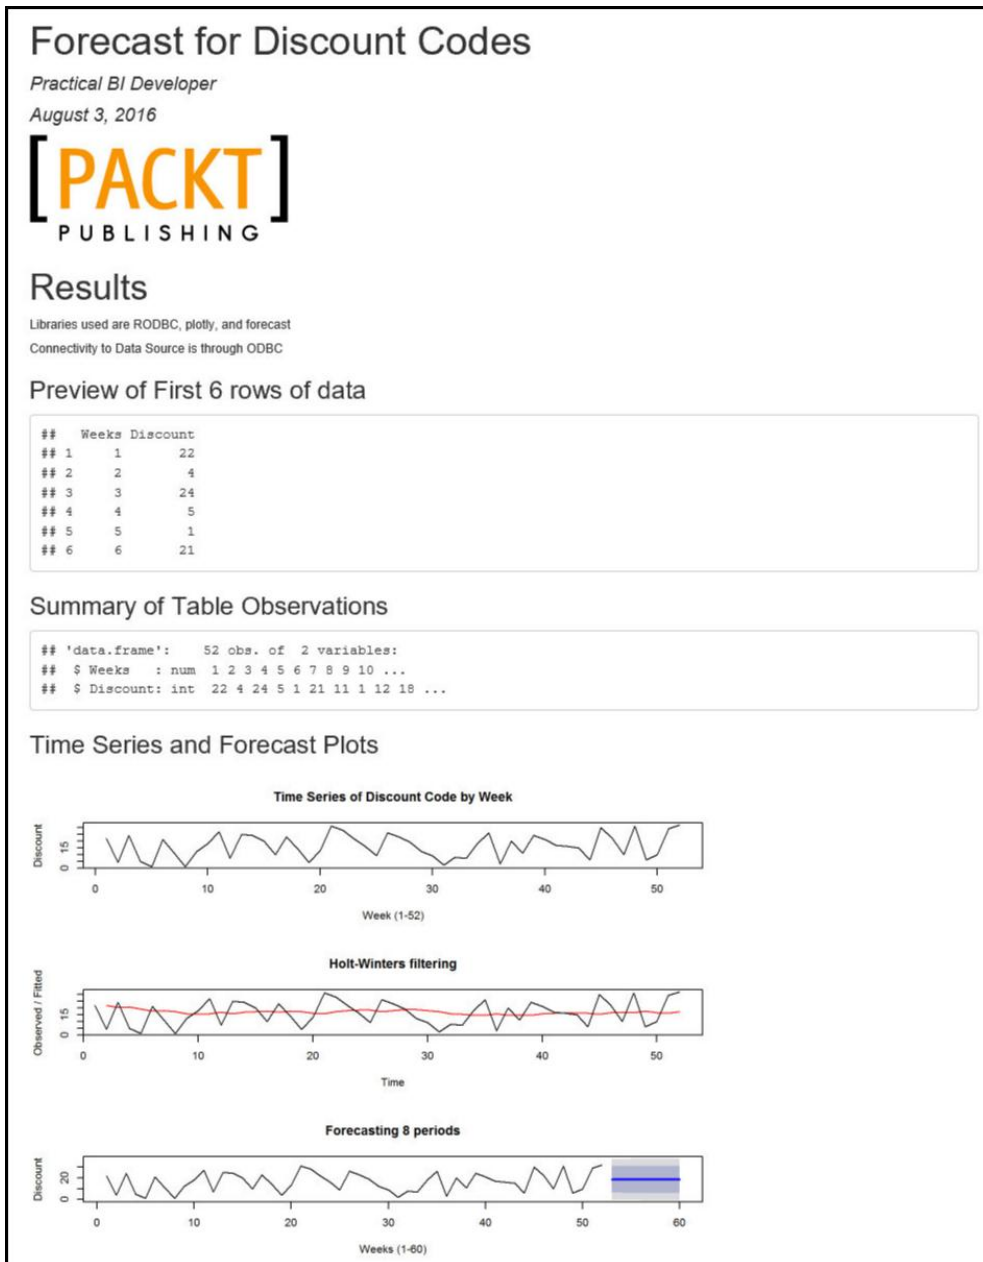 Forecast for Discount Codes
Practical BI Developer
August 3, 2016
[PACKT]
PUBLISHING
Results
Libraries used are RODBC, plotly, and forecast
Connectivity to Data Source is through ODBC
Preview of First 6 rows of data
##   Weeks Discount
## 1     1       22
## 2     2        4
## 3     3       24
## 4     4        5
## 5     5        1
## 6     6       21
Summary of Table Observations
## 'data.frame':    52 obs. of  2 variables:
##  $ Weeks   : num  1 2 3 4 5 6 7 8 9 10 ...
##  $ Discount: int  22 4 24 5 1 21 11 1 12 18 ...
Time Series and Forecast Plots
Time Series of Discount Code by Week
Discount
15
0
0 10 20 30 40 50
Week (1-52)
Holt-Winters filtering
Observed / Fitted
15
0
0 10 20 30 40 50
Time
Forecasting 8 periods
Discount
20
0
0 10 20 30 40 50 60
Weeks (1-60)